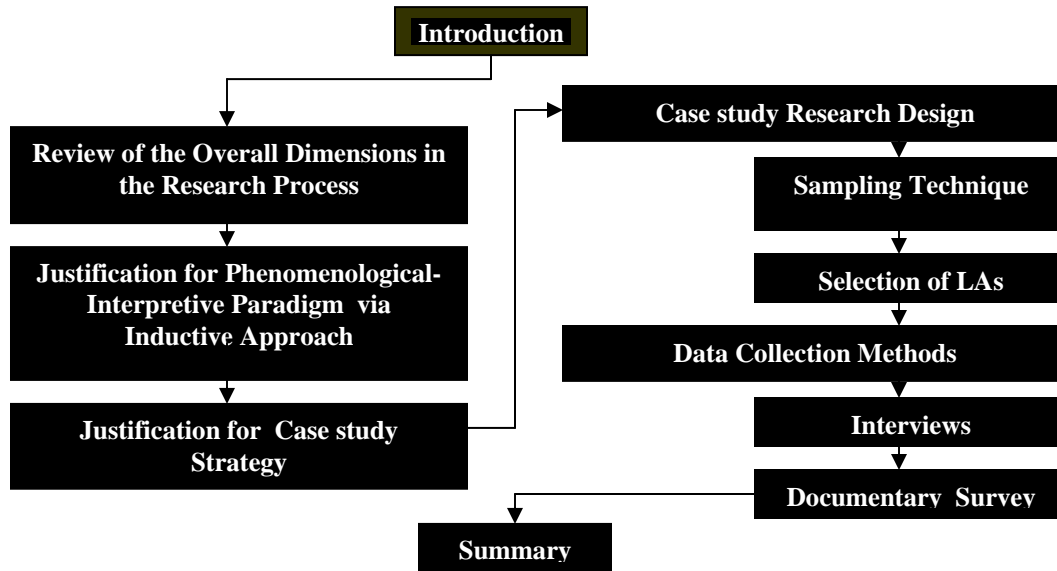 Introduction
Review of the Overall Dimensions in
the Research Process
Justification for Phenomenological-
Interpretive Paradigm via
Inductive Approach
Justification for Case study
Strategy
Case study Research Design
Sampling Technique
Selection of LAs
Data Collection Methods
Interviews
Documentary Survey
Summary